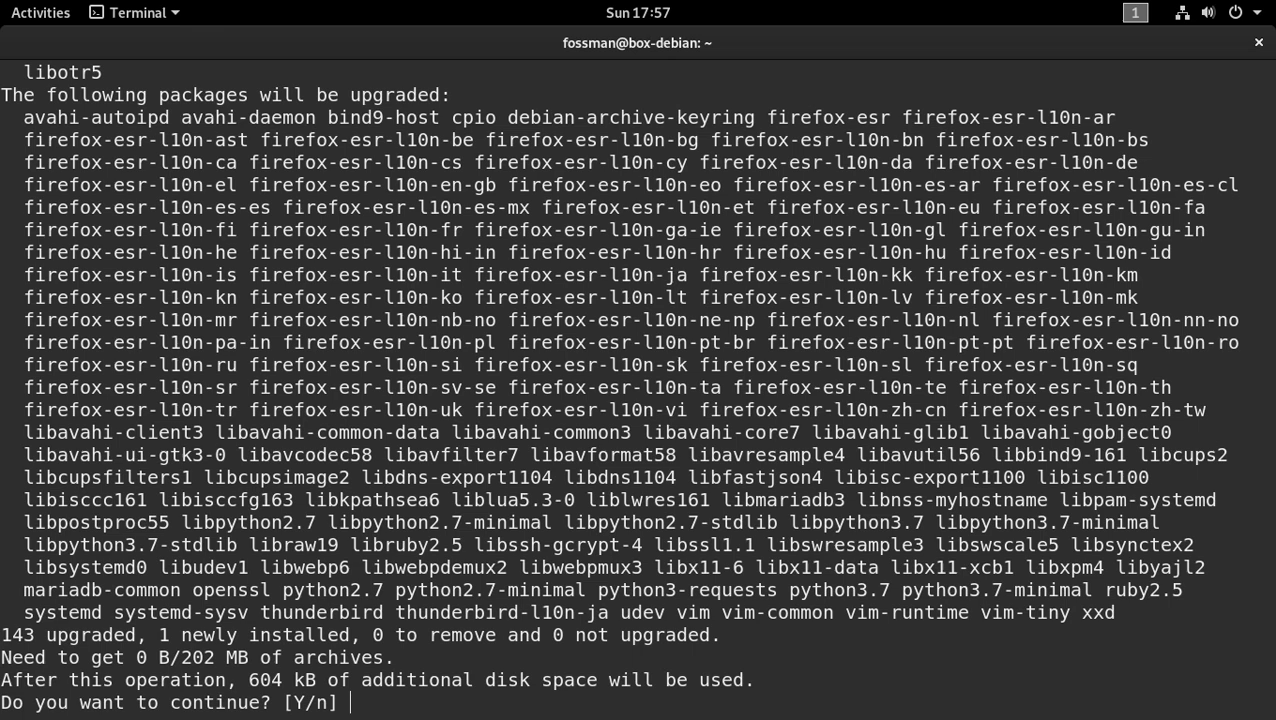 Activities Terminal Sun 17:57 1
fossman@box-debian: ~ ×
libotr5
The following packages will be upgraded:
avahi-autoipd avahi-daemon bind9-host cpio debian-archive-keyring firefox-esr firefox-esr-l10n-ar
firefox-esr-l10n-ast firefox-esr-l10n-be firefox-esr-l10n-bg firefox-esr-l10n-bn firefox-esr-l10n-bs
firefox-esr-l10n-ca firefox-esr-l10n-cs firefox-esr-l10n-cy firefox-esr-l10n-da firefox-esr-l10n-de
firefox-esr-l10n-el firefox-esr-l10n-en-gb firefox-esr-l10n-eo firefox-esr-l10n-es-ar firefox-esr-l10n-es-cl
firefox-esr-l10n-es-es firefox-esr-l10n-es-mx firefox-esr-l10n-et firefox-esr-l10n-eu firefox-esr-l10n-fa
firefox-esr-l10n-fi firefox-esr-l10n-fr firefox-esr-l10n-ga-ie firefox-esr-l10n-gl firefox-esr-l10n-gu-in
firefox-esr-l10n-he firefox-esr-l10n-hi-in firefox-esr-l10n-hr firefox-esr-l10n-hu firefox-esr-l10n-id
firefox-esr-l10n-is firefox-esr-l10n-it firefox-esr-l10n-ja firefox-esr-l10n-kk firefox-esr-l10n-km
firefox-esr-l10n-kn firefox-esr-l10n-ko firefox-esr-l10n-lt firefox-esr-l10n-lv firefox-esr-l10n-mk
firefox-esr-l10n-mr firefox-esr-l10n-nb-no firefox-esr-l10n-ne-np firefox-esr-l10n-nl firefox-esr-l10n-nn-no
firefox-esr-l10n-pa-in firefox-esr-l10n-pl firefox-esr-l10n-pt-br firefox-esr-l10n-pt-pt firefox-esr-l10n-ro
firefox-esr-l10n-ru firefox-esr-l10n-si firefox-esr-l10n-sk firefox-esr-l10n-sl firefox-esr-l10n-sq
firefox-esr-l10n-sr firefox-esr-l10n-sv-se firefox-esr-l10n-ta firefox-esr-l10n-te firefox-esr-l10n-th
firefox-esr-l10n-tr firefox-esr-l10n-uk firefox-esr-l10n-vi firefox-esr-l10n-zh-cn firefox-esr-l10n-zh-tw
libavahi-client3 libavahi-common-data libavahi-common3 libavahi-core7 libavahi-glib1 libavahi-gobject0
libavahi-ui-gtk3-0 libavcodec58 libavfilter7 libavformat58 libavresample4 libavutil56 libbind9-161 libcups2
libcupsfilters1 libcupsimage2 libdns-export1104 libdns1104 libfastjson4 libisc-export1100 libisc1100
libisccc161 libisccfg163 libkpathsea6 liblua5.3-0 liblwres161 libmariadb3 libnss-myhostname libpam-systemd
libpostproc55 libpython2.7 libpython2.7-minimal libpython2.7-stdlib libpython3.7 libpython3.7-minimal
libpython3.7-stdlib libraw19 libruby2.5 libssh-gcrypt-4 libssl1.1 libswresample3 libswscale5 libsynctex2
libsystemd0 libudev1 libwebp6 libwebpdemux2 libwebpmux3 libx11-6 libx11-data libx11-xcb1 libxpm4 libyajl2
mariadb-common openssl python2.7 python2.7-minimal python3-requests python3.7 python3.7-minimal ruby2.5
systemd systemd-sysv thunderbird thunderbird-l10n-ja udev vim vim-common vim-runtime vim-tiny xxd
143 upgraded, 1 newly installed, 0 to remove and 0 not upgraded.
Need to get 0 B/202 MB of archives.
After this operation, 604 kB of additional disk space will be used.
Do you want to continue? [Y/n]